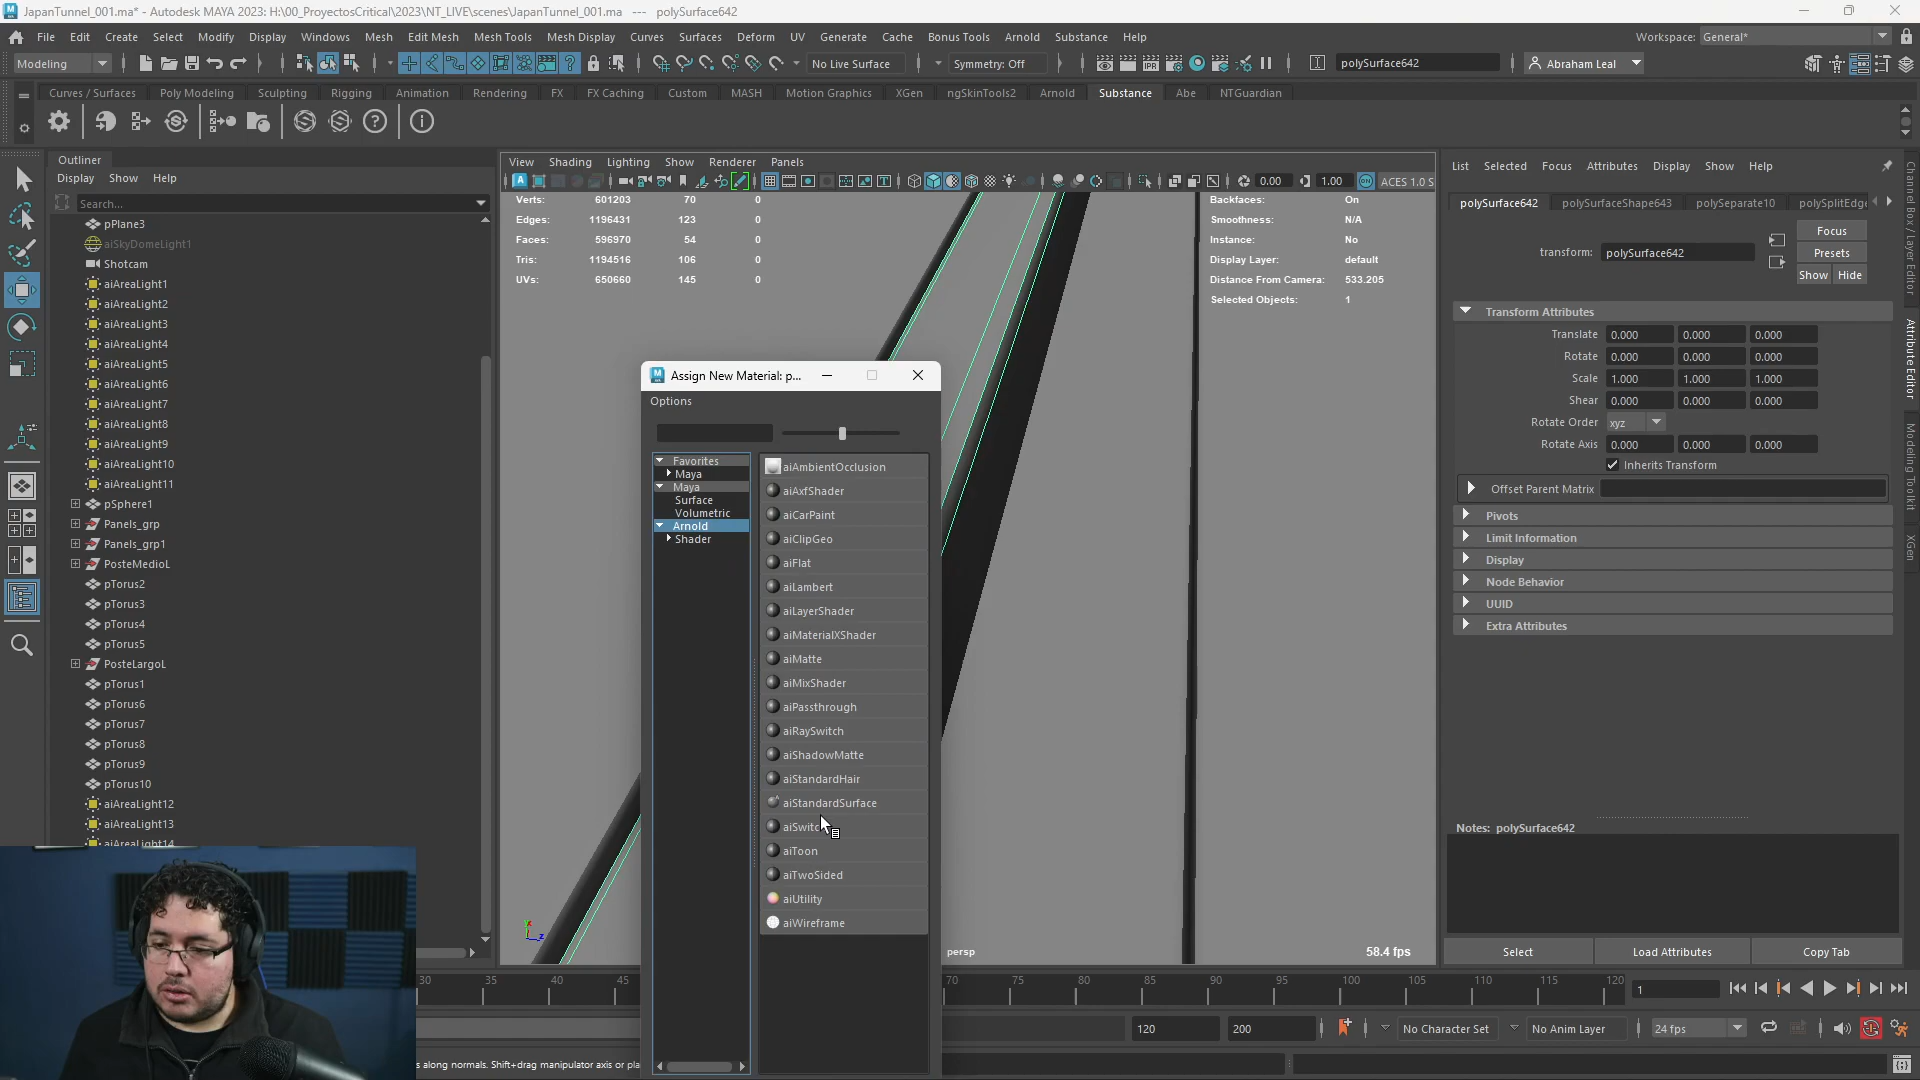 JapanTunnel_001.ma* - Autodesk MAYA 2023: H:\00_ProyectosCritical\2023\NT_LIVE\scenes\JapanTunnel_001.ma --- polySurface642
File Edit Create Select Modify Display Windows Mesh Edit Mesh Mesh Tools Mesh Display Curves Surfaces Deform UV Generate Cache Bonus Tools Arnold Substance Help
Workspace: General*
Modeling
No Live Surface
Symmetry: Off
polySurface642
Abraham Leal
Curves / Surfaces Poly Modeling Sculpting Rigging Animation Rendering FX FX Caching Custom MASH Motion Graphics XGen ngSkinTools2 Arnold Substance Abe NTGuardian
Outliner
Display Show Help
Search...
pPlane3
aiSkyDomeLight1
Shotcam
aiAreaLight1
aiAreaLight2
aiAreaLight3
aiAreaLight4
aiAreaLight5
aiAreaLight6
aiAreaLight7
aiAreaLight8
aiAreaLight9
aiAreaLight10
aiAreaLight11
pSphere1
Panels_grp
Panels_grp1
PosteMedioL
pTorus2
pTorus3
pTorus4
pTorus5
PosteLargoL
pTorus1
pTorus6
pTorus7
pTorus8
pTorus9
pTorus10
aiAreaLight12
aiAreaLight13
aiAreaLight14
View Shading Lighting Show Renderer Panels
0.00 1.00 ACES 1.0 S
Verts: 601203 70 0
Edges: 1196431 123 0
Faces: 596970 54 0
Tris: 1194516 106 0
UVs: 650660 145 0
Backfaces: On
Smoothness: N/A
Instance: No
Display Layer: default
Distance From Camera: 533.205
Selected Objects: 1
persp
58.4 fps
Assign New Material: p...
Options
Favorites
Maya
Maya
Surface
Volumetric
Arnold
Shader
aiAmbientOcclusion
aiAxfShader
aiCarPaint
aiClipGeo
aiFlat
aiLambert
aiLayerShader
aiMaterialXShader
aiMatte
aiMixShader
aiPassthrough
aiRaySwitch
aiShadowMatte
aiStandardHair
aiStandardSurface
aiSwitc
aiToon
aiTwoSided
aiUtility
aiWireframe
List Selected Focus Attributes Display Show Help
polySurface642 polySurfaceShape643 polySeparate10 polySplitEdg
transform: polySurface642
Focus
Presets
Show Hide
Transform Attributes
Translate 0.000 0.000 0.000
Rotate 0.000 0.000 0.000
Scale 1.000 1.000 1.000
Shear 0.000 0.000 0.000
Rotate Order xyz
Rotate Axis 0.000 0.000 0.000
Inherits Transform
Offset Parent Matrix
Pivots
Limit Information
Display
Node Behavior
UUID
Extra Attributes
Notes: polySurface642
Select Load Attributes Copy Tab
Channel Box / Layer Editor
Attribute Editor
Modeling Toolkit
XGen
30 35 40 45 70 75 80 85 90 95 100 105 110 115 120
1
120 200 No Character Set No Anim Layer 24 fps
s along normals. Shift+drag manipulator axis or pla